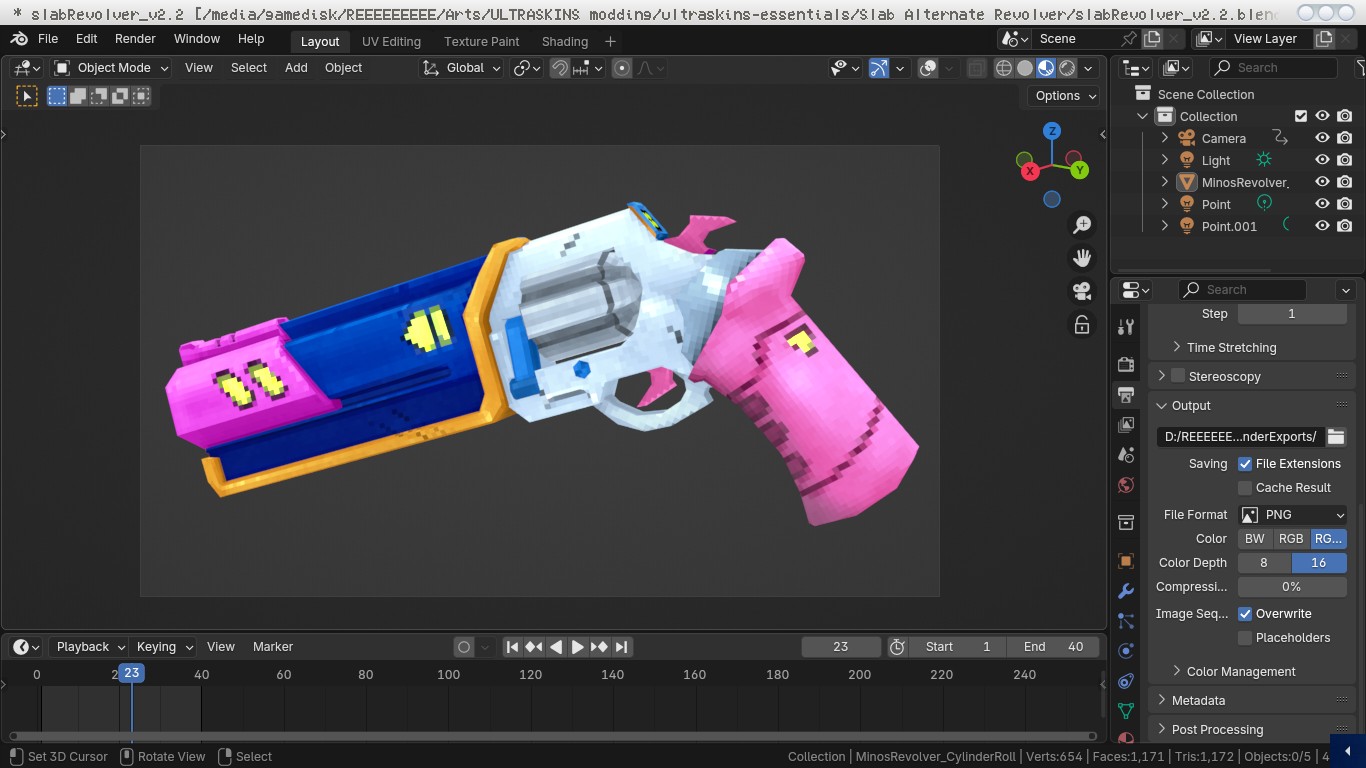 * slabRevolver_v2.2 [/media/gamedisk/REEEEEEEEE/Arts/ULTRASKINS modding/ultraskins-essentials/Slab Alternate Revolver/slabRevolver_v2.2.blen
File Edit Render Window Help Layout UV Editing Texture Paint Shading + Scene View Layer
Object Mode View Select Add Object Global Search
Options
Scene Collection
Collection
Camera
Light
MinosRevolver.
Point
Point.001
Z
X Y
Search
Step 1
Time Stretching
Stereoscopy
Output
D:/REEEEEE...nderExports/
Saving File Extensions
Cache Result
File Format PNG
Color BW RGB RG...
Color Depth 8 16
Compressi... 0%
Image Seq... Overwrite
Placeholders
Color Management
Metadata
Post Processing
Playback Keying View Marker 23 Start 1 End 40
0 2 23 40 60 80 100 120 140 160 180 200 220 240
Set 3D Cursor Rotate View Select Collection | MinosRevolver_CylinderRoll | Verts:654 | Faces:1,171 | Tris:1,172 | Objects:0/5 | 4